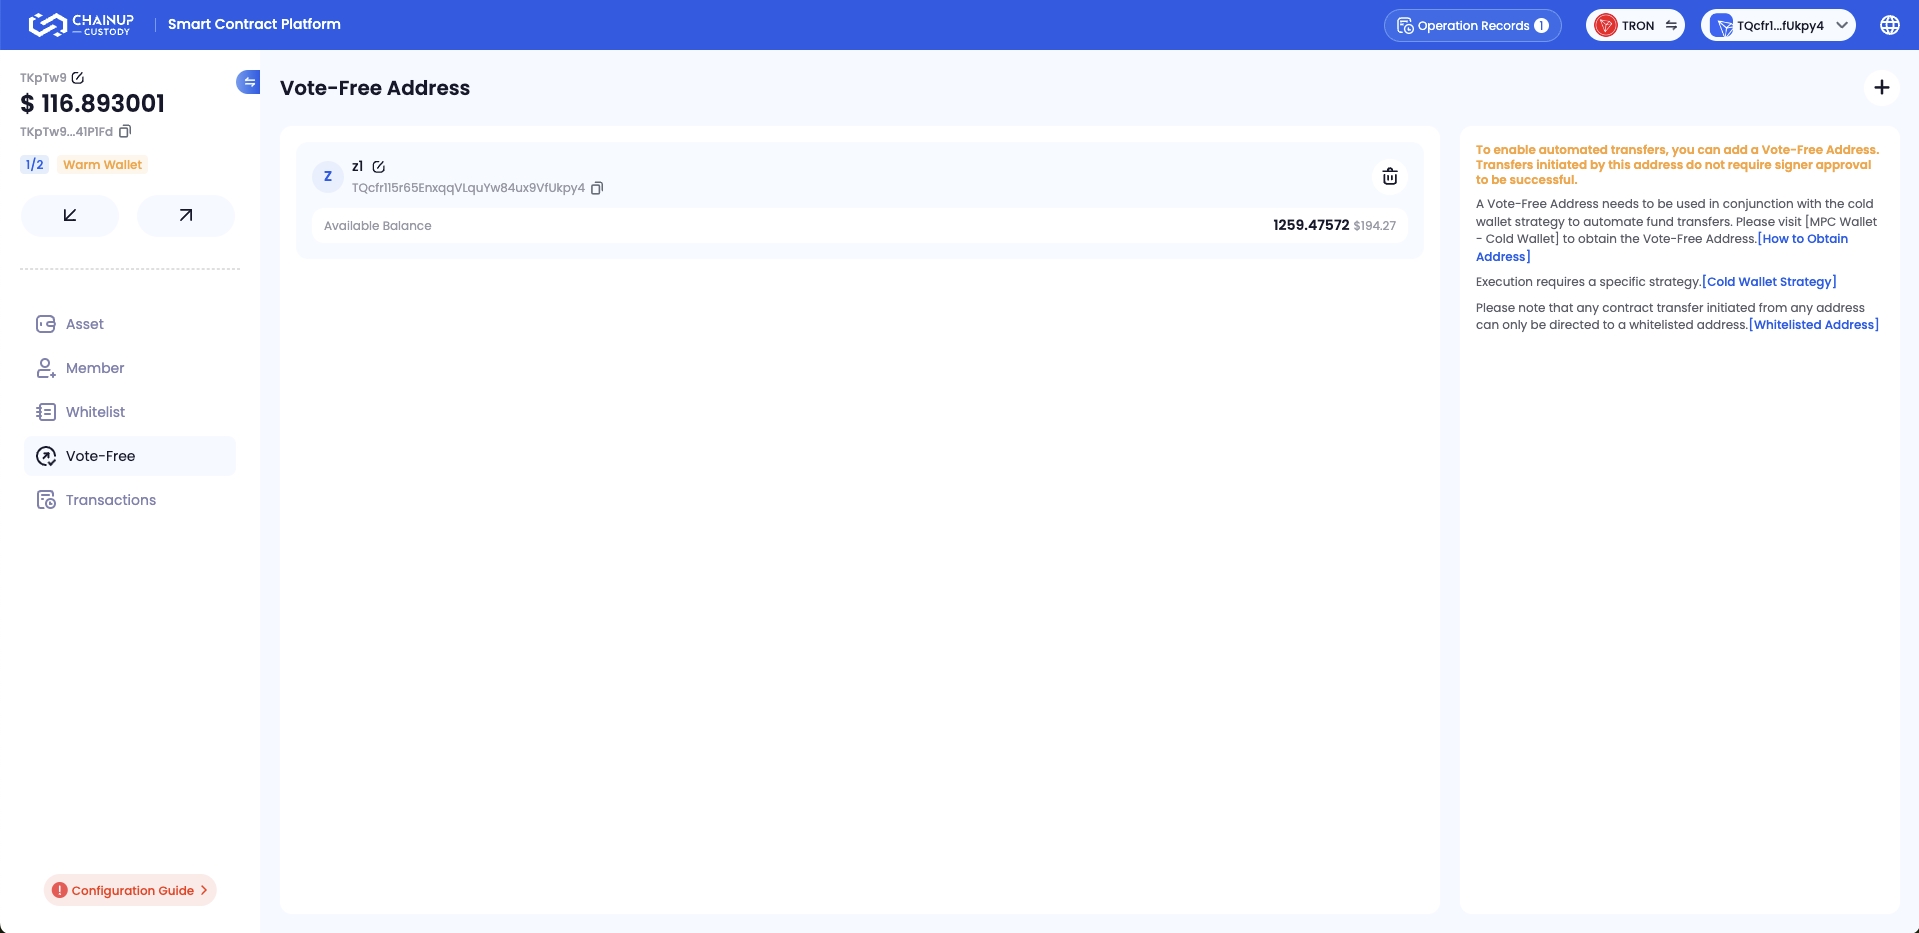 CHAINUP
CUSTODY
Smart Contract Platform
Operation Records 1
TRON
TQcfr1...fUkpy4
TKpTw9
$ 116.893001
TKpTw9...41P1Fd
1/2 Warm Wallet
Asset
Member
Whitelist
Vote-Free
Transactions
Configuration Guide
Vote-Free Address
Z
z1
TQcfr115r65EnxqqVLquYw84ux9VfUkpy4
Available Balance
1259.47572 $194.27
To enable automated transfers, you can add a Vote-Free Address.
Transfers initiated by this address do not require signer approval
to be successful.
A Vote-Free Address needs to be used in conjunction with the cold
wallet strategy to automate fund transfers. Please visit [MPC Wallet
- Cold Wallet] to obtain the Vote-Free Address.[How to Obtain
Address]
Execution requires a specific strategy.[Cold Wallet Strategy]
Please note that any contract transfer initiated from any address
can only be directed to a whitelisted address.[Whitelisted Address]